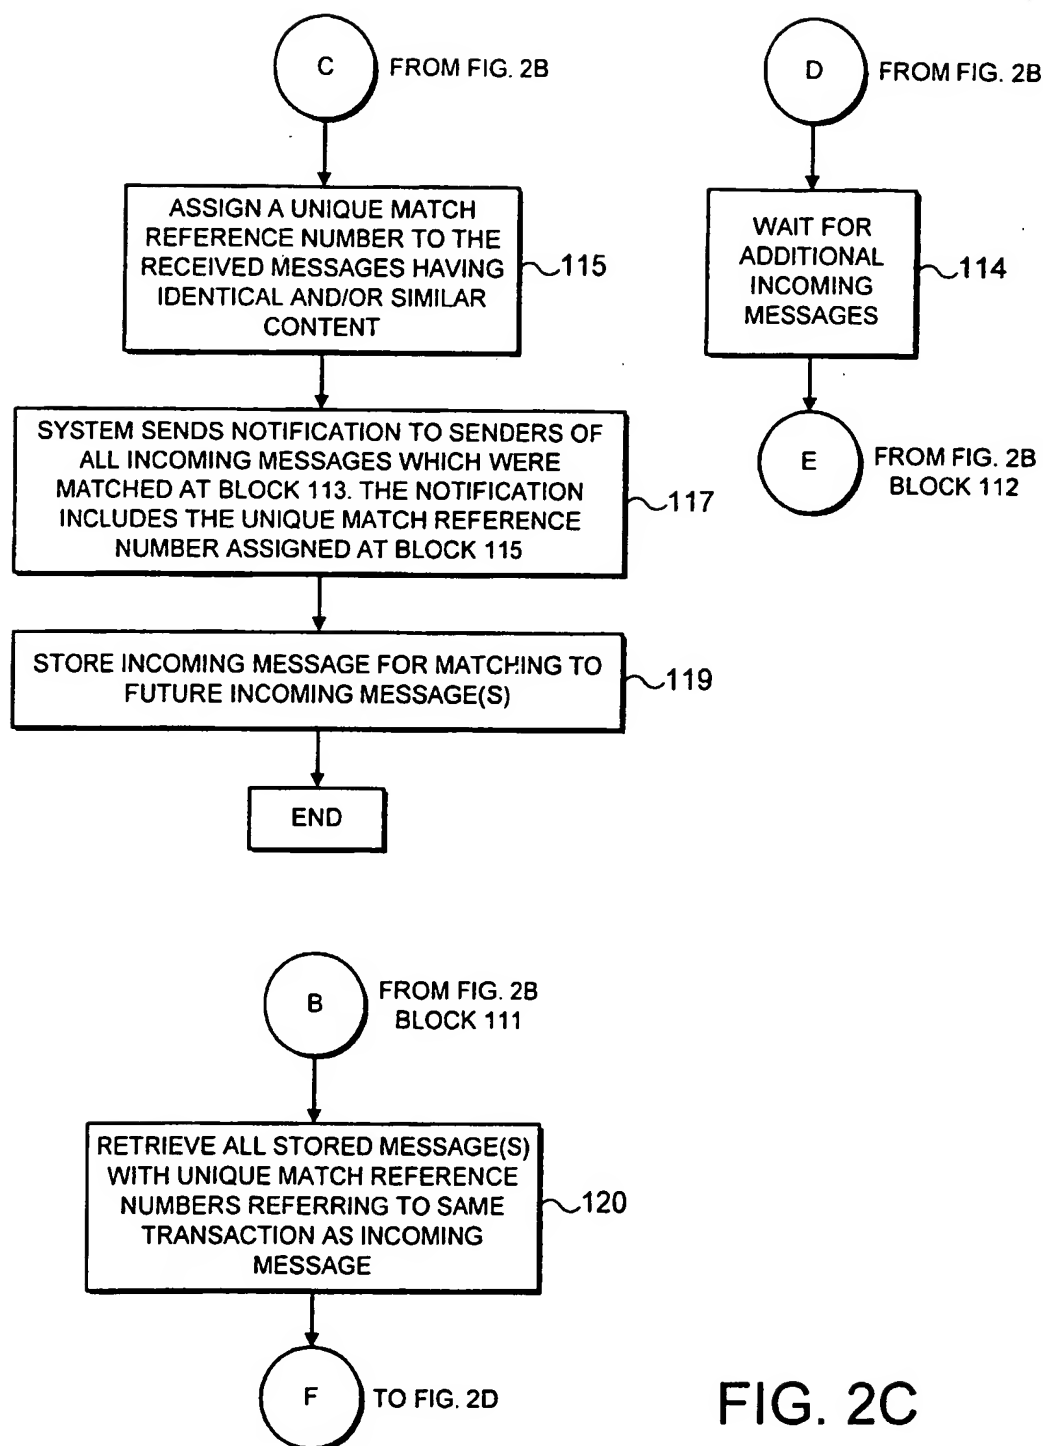 C
FROM FIG. 2B
ASSIGN A UNIQUE MATCH
REFERENCE NUMBER TO THE
RECEIVED MESSAGES HAVING
IDENTICAL AND/OR SIMILAR
CONTENT
115
SYSTEM SENDS NOTIFICATION TO SENDERS OF
ALL INCOMING MESSAGES WHICH WERE
MATCHED AT BLOCK 113. THE NOTIFICATION
INCLUDES THE UNIQUE MATCH REFERENCE
NUMBER ASSIGNED AT BLOCK 115
117
STORE INCOMING MESSAGE FOR MATCHING TO
FUTURE INCOMING MESSAGE(S)
119
END
D
FROM FIG. 2B
WAIT FOR
ADDITIONAL
INCOMING
MESSAGES
114
E
FROM FIG. 2B
BLOCK 112
B
FROM FIG. 2B
BLOCK 111
RETRIEVE ALL STORED MESSAGE(S)
WITH UNIQUE MATCH REFERENCE
NUMBERS REFERRING TO SAME
TRANSACTION AS INCOMING
MESSAGE
120
F
TO FIG. 2D
FIG. 2C